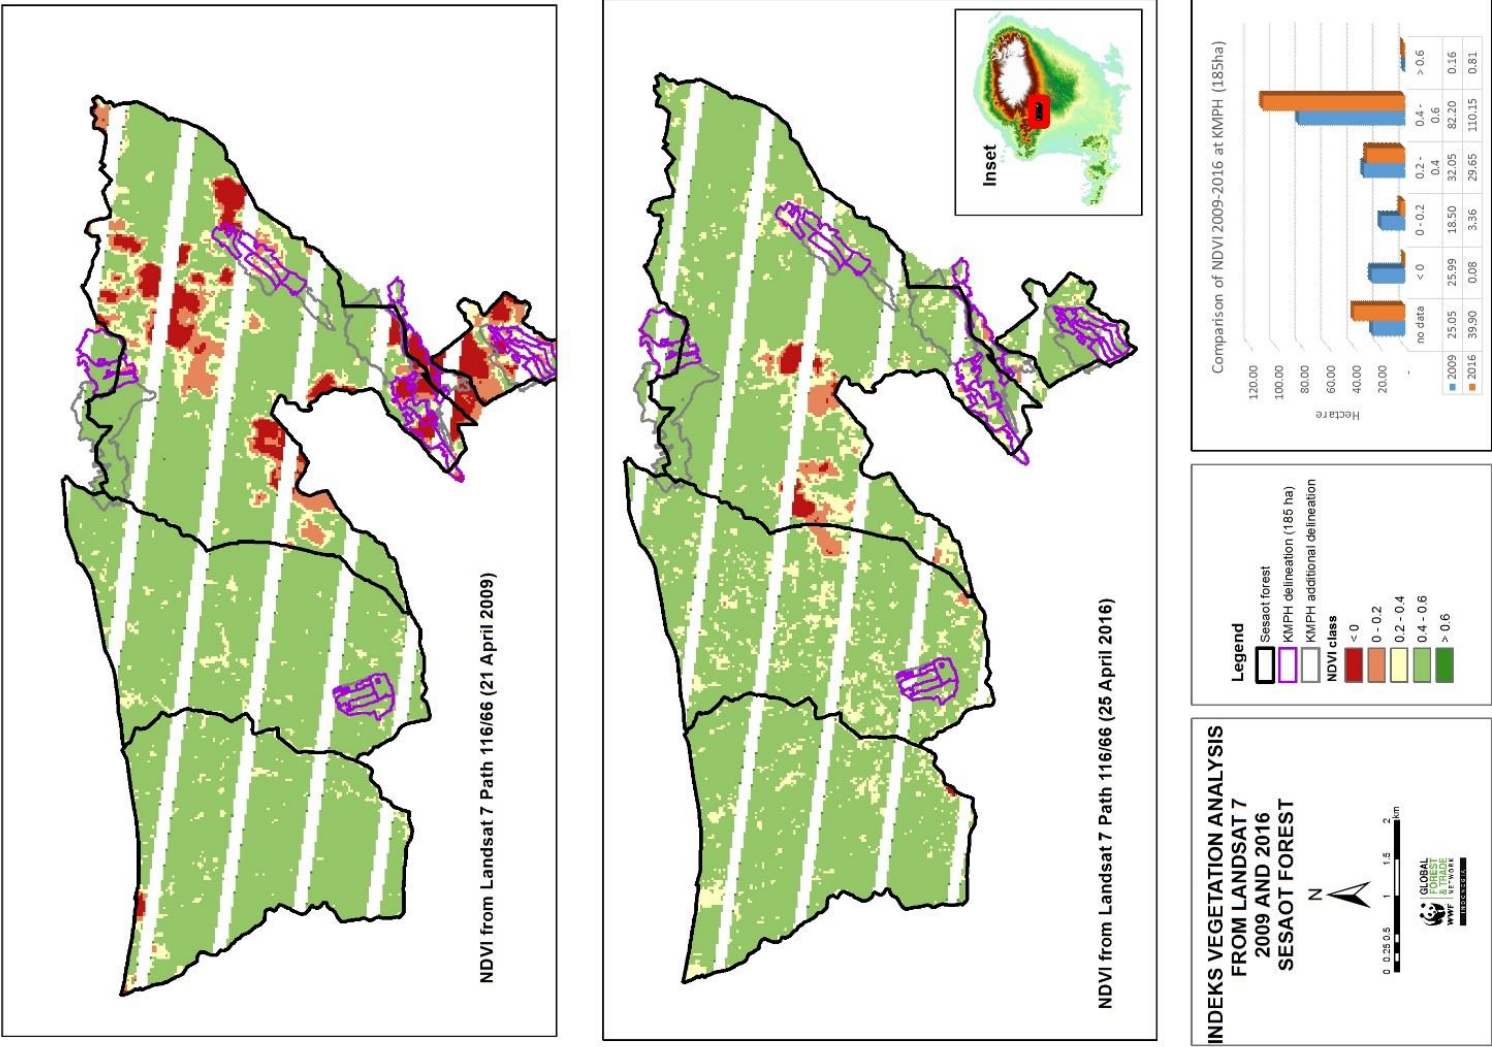 NDVI from Landsat 7 Path 116/66 (21 April 2009)
NDVI from Landsat 7 Path 116/66 (25 April 2016)
Inset
INDEKS VEGETATION ANALYSIS
FROM LANDSAT 7
2009 AND 2016
SESAOT FOREST
N
0 0.25 0.5 1 1.5 2
km
WWF
GLOBAL
FOREST
& TRADE
NETWORK
INDONESIA
Legend
Sesaot forest
KMPH delineation (185 ha)
KMPH additional delineation
NDVI class
< 0
0 - 0.2
0.2 - 0.4
0.4 - 0.6
> 0.6
Comparison of NDVI 2009-2016 at KMPH (185ha)
Hectare
120.00
100.00
80.00
60.00
40.00
20.00
-
no data < 0 0 - 0.2 0.2 - 0.4 0.4 - 0.6 > 0.6
2009 25.05 25.99 18.50 32.05 82.20 0.16
2016 39.90 0.08 3.36 29.65 110.15 0.81